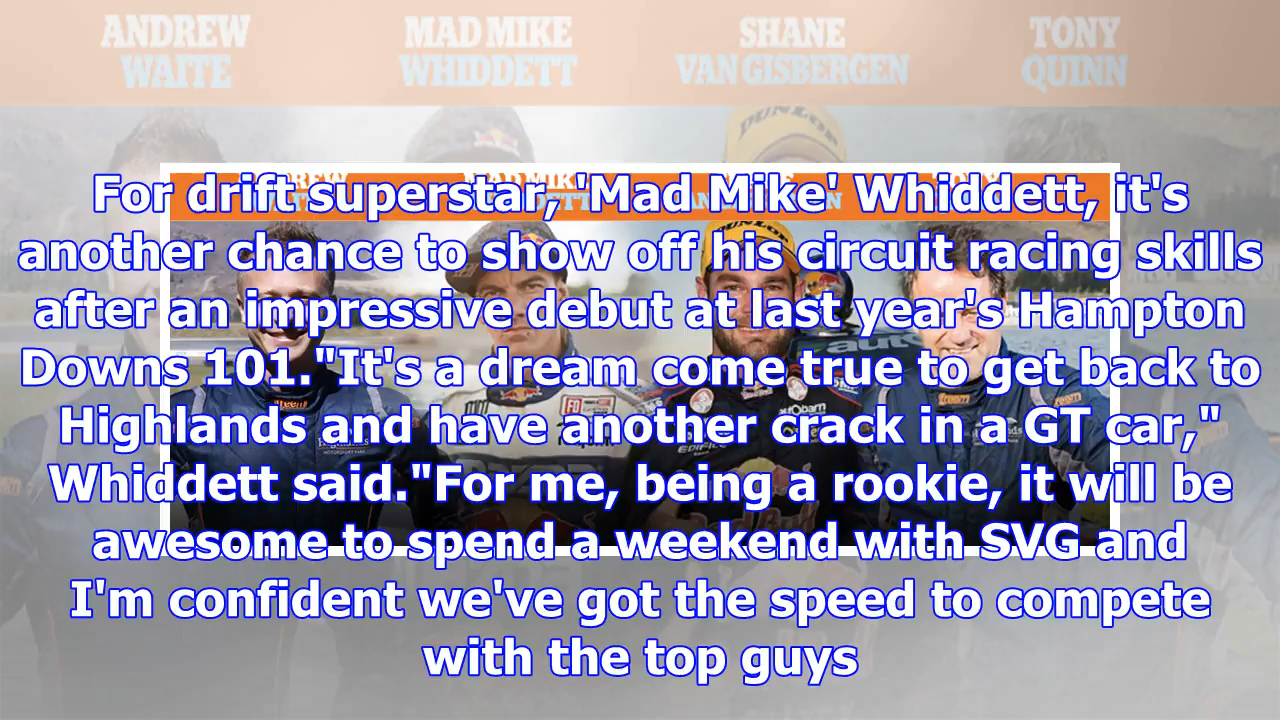 ANDREW MAD MIKE SHANE TONY
WAITE WHIDDETT VAN GISBERGEN QUINN
DUNLOP
For drift superstar, 'Mad Mike' Whiddett, it's
another chance to show off his circuit racing skills
after an impressive debut at last year's Hampton
Downs 101."It's a dream come true to get back to
Highlands and have another crack in a GT car,"
Whiddett said."For me, being a rookie, it will be
awesome to spend a weekend with SVG and
I'm confident we've got the speed to compete
with the top guys